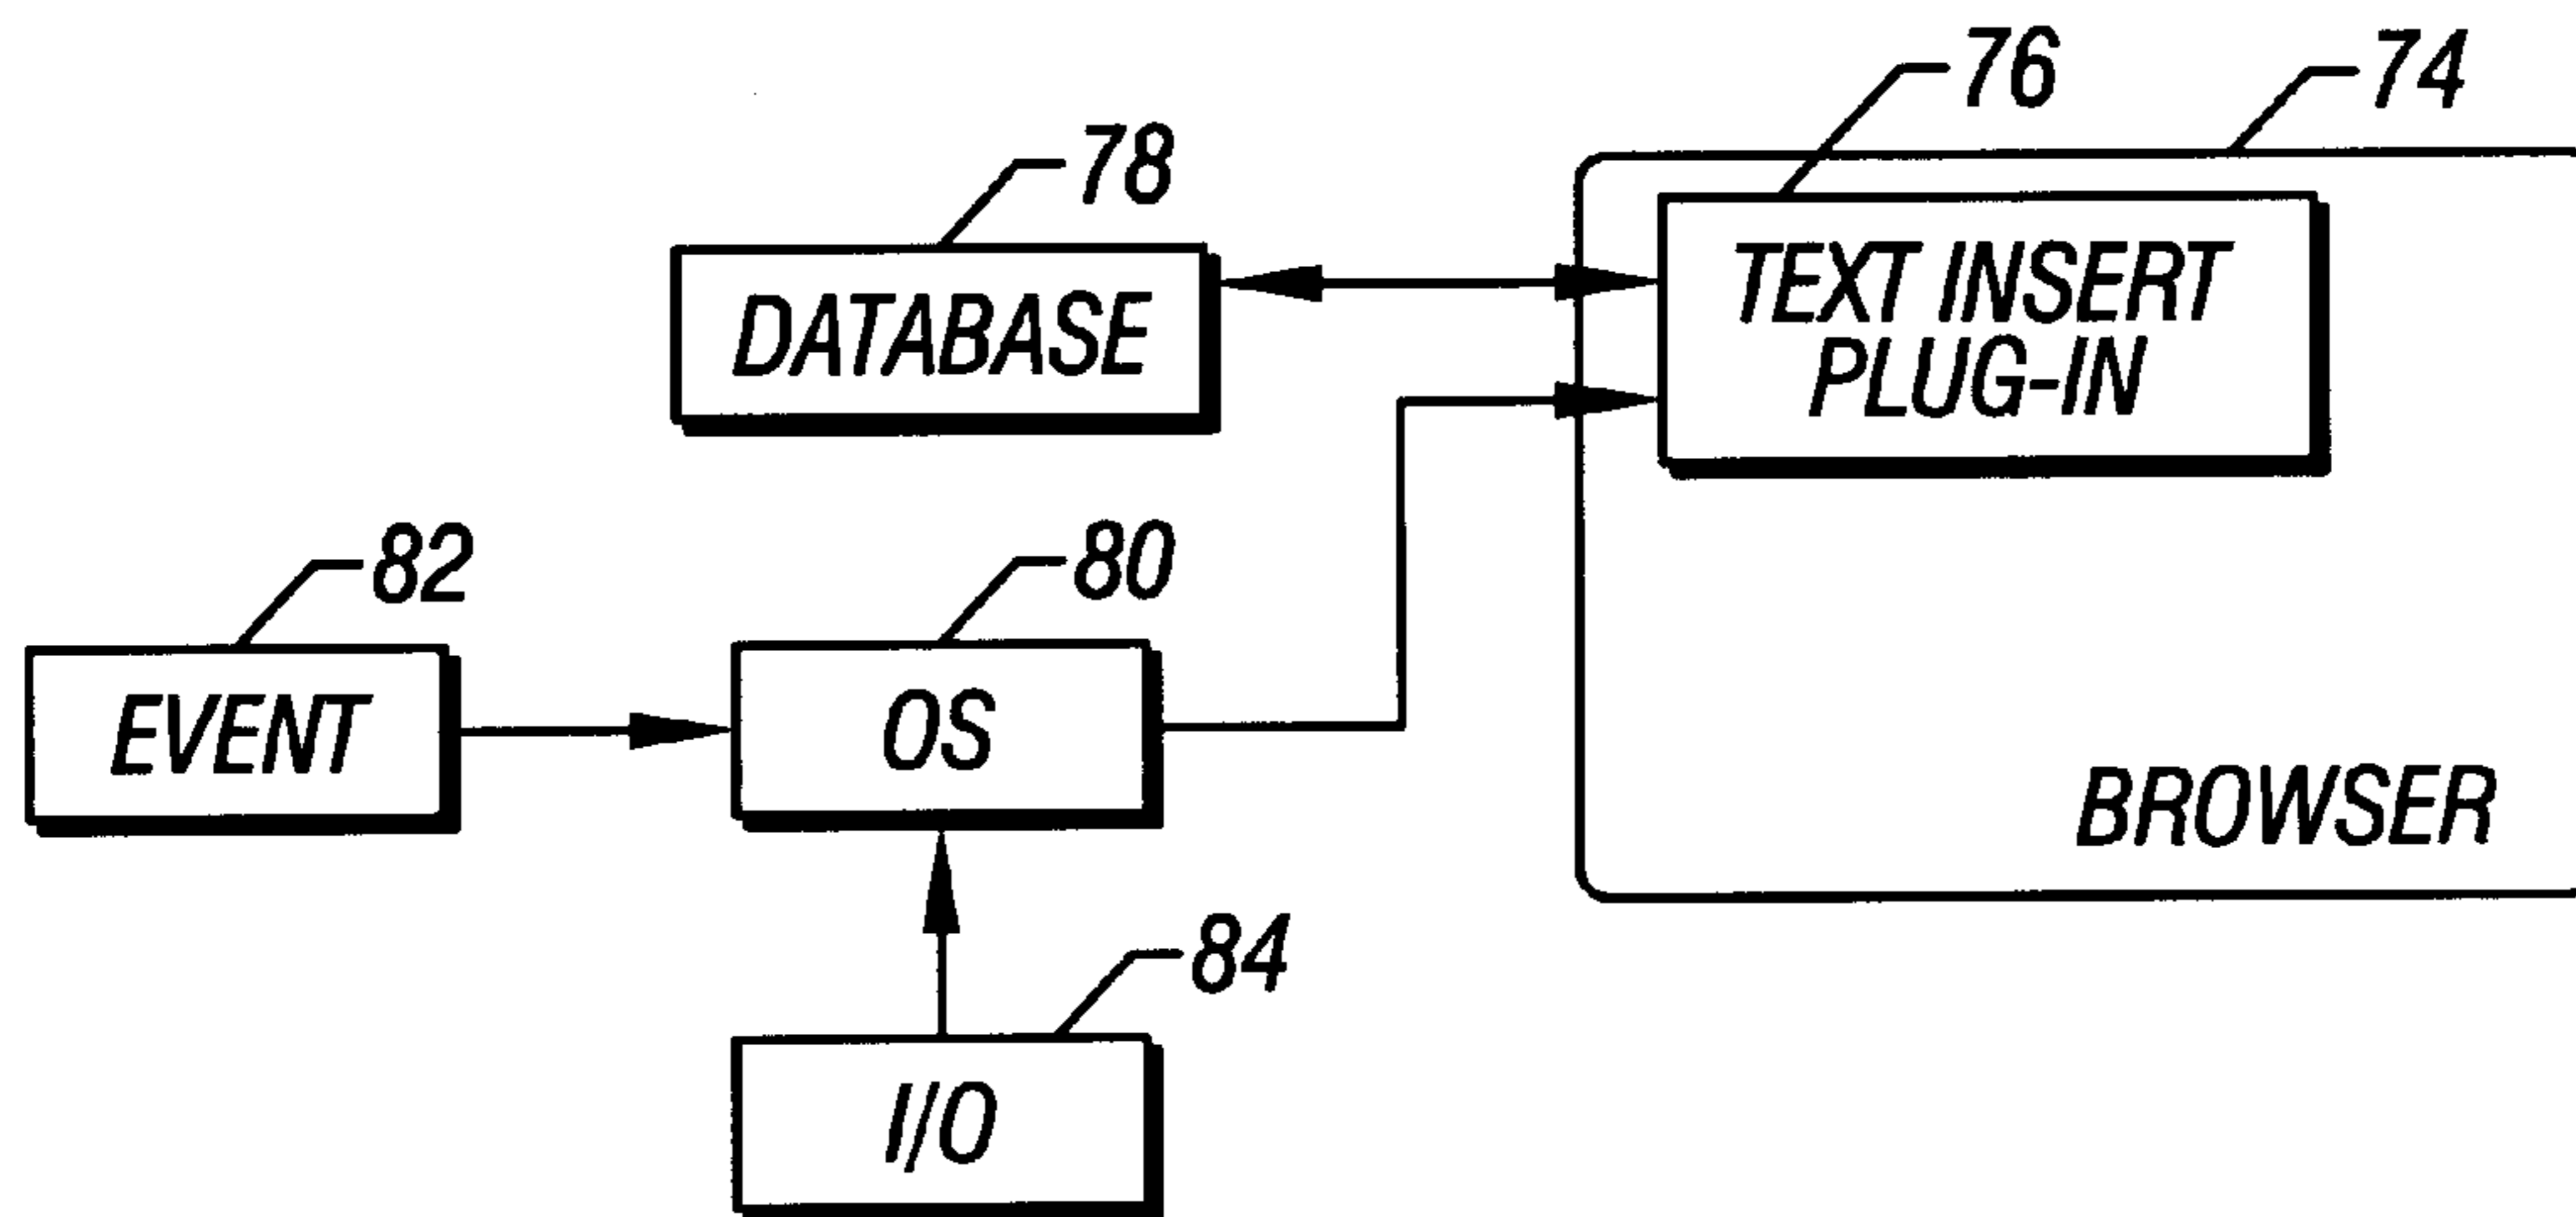 76
74
78
TEXT INSERT
PLUG-IN
DATABASE
82
80
EVENT
OS
BROWSER
84
I/O